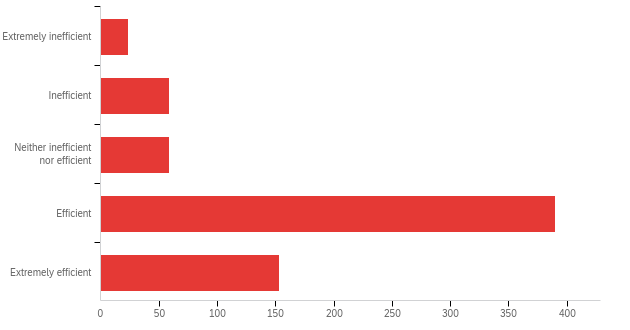 Extremely inefficient
Inefficient
Neither inefficient
nor efficient
Efficient
Extremely efficient
0 50 100 150 200 250 300 350 400